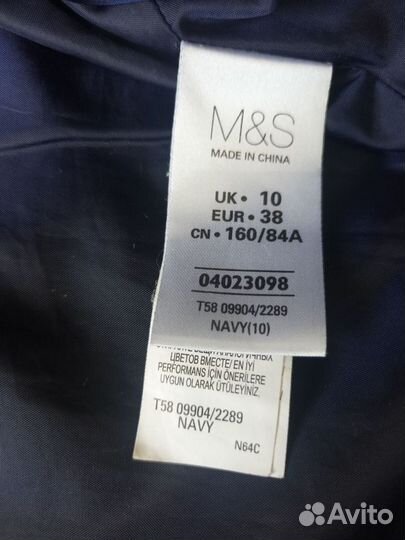 M&S
MADE IN CHINA
UK • 10
EUR • 38
CN • 160/84A
04023098
T58 09904/2289
NAVY(10)
ЦВЕТОВ ВМЕСТЕ/ EN İYİ
PERFORMANS İÇİN ÖNERİLERE
UYGUN OLARAK ÜTÜLEYİNİZ.
T58 09904/2289
NAVY
N64C
Avito